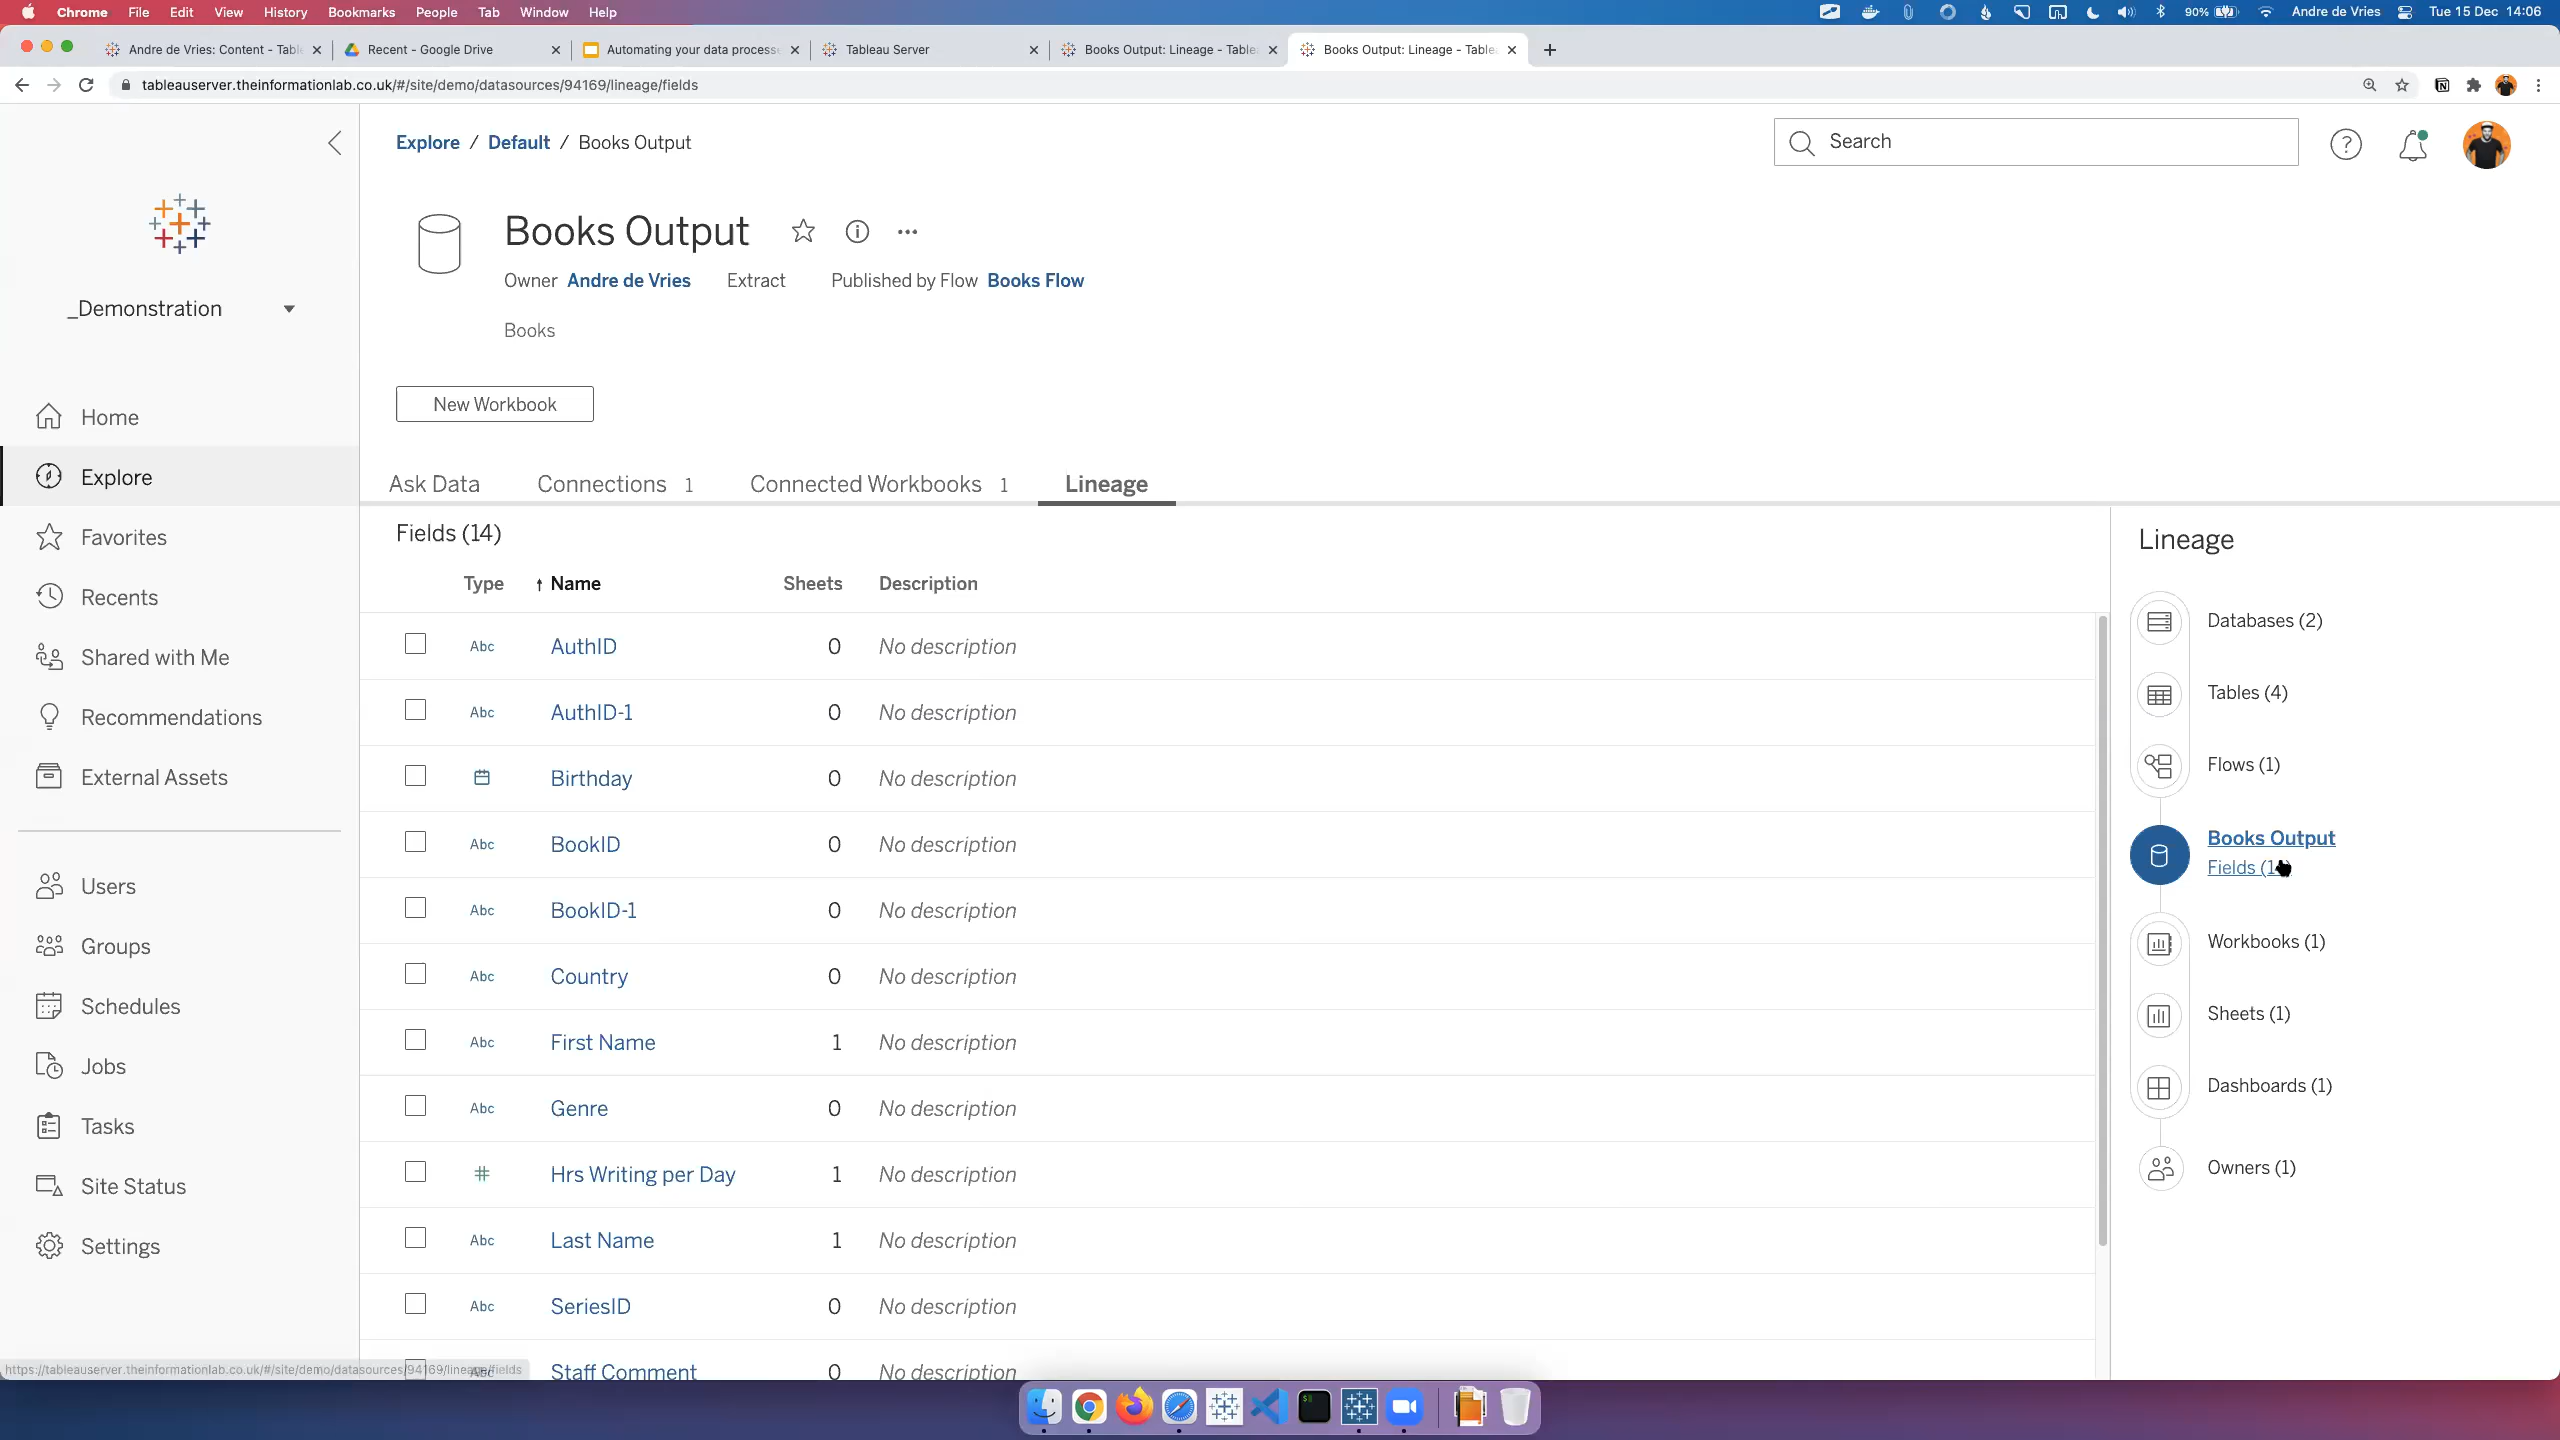 Chrome File Edit View History Bookmarks People Tab Window Help 90% Andre de Vries Tue 15 Dec 14:06
Andre de Vries: Content - Table
Recent - Google Drive
Automating your data processe
Tableau Server
Books Output: Lineage - Table
Books Output: Lineage - Table
tableauserver.theinformationlab.co.uk/#/site/demo/datasources/94169/lineage/fields
Explore / Default / Books Output
Search
_Demonstration
Home
Explore
Favorites
Recents
Shared with Me
Recommendations
External Assets
Users
Groups
Schedules
Jobs
Tasks
Site Status
Settings
Books Output
Owner Andre de Vries Extract Published by Flow Books Flow
Books
New Workbook
Ask Data Connections 1 Connected Workbooks 1 Lineage
Fields (14)
Type ↑ Name Sheets Description
Abc AuthID 0 No description
Abc AuthID-1 0 No description
Birthday 0 No description
Abc BookID 0 No description
Abc BookID-1 0 No description
Abc Country 0 No description
Abc First Name 1 No description
Abc Genre 0 No description
# Hrs Writing per Day 1 No description
Abc Last Name 1 No description
Abc SeriesID 0 No description
Staff Comment 0 No description
Lineage
Databases (2)
Tables (4)
Flows (1)
Books Output
Fields (1
Workbooks (1)
Sheets (1)
Dashboards (1)
Owners (1)
https://tableauserver.theinformationlab.co.uk/#/site/demo/datasources/94169/lineage/fields